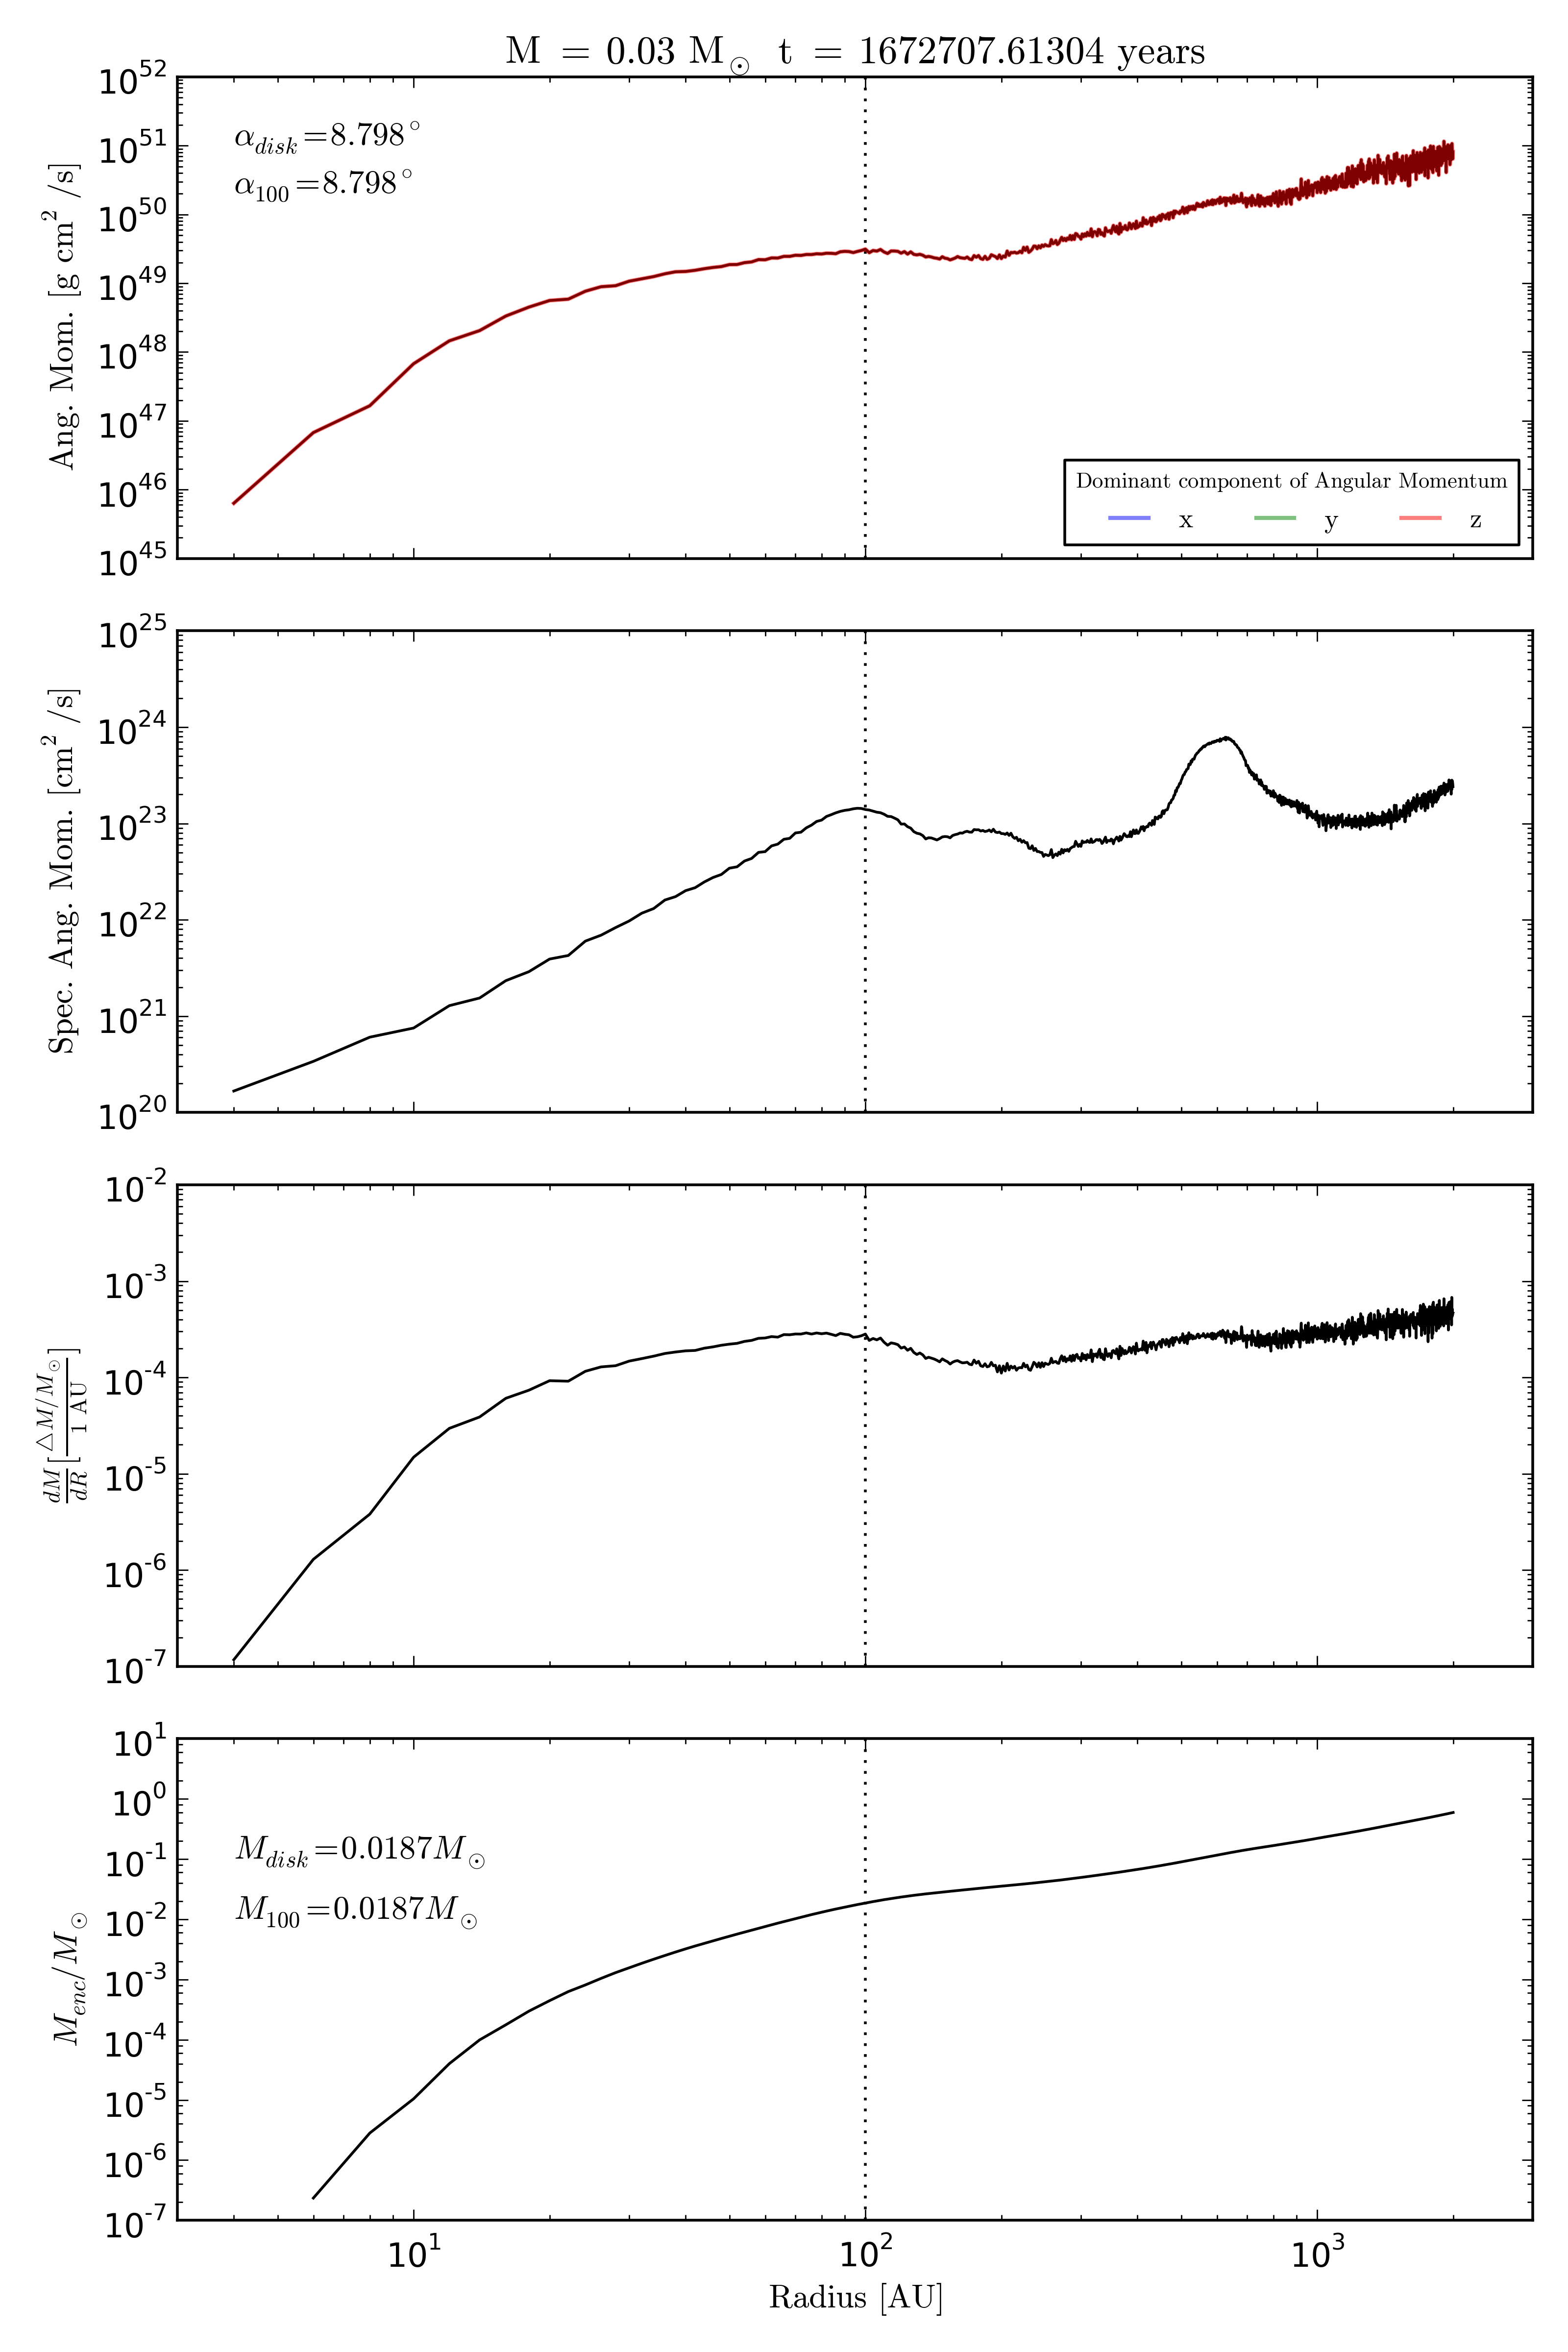 M = 0.03 M⊙ t = 1672707.61304 years
10^52
10^51
10^50
10^49
10^48
10^47
10^46
10^45
Ang. Mom. [g cm^2 /s]
α_disk=8.798°
α_100=8.798°
Dominant component of Angular Momentum
x y z
10^25
10^24
10^23
10^22
10^21
10^20
Spec. Ang. Mom. [cm^2 /s]
10^-2
10^-3
10^-4
10^-5
10^-6
10^-7
dM/dR [△M/M⊙ / 1 AU]
10^1
10^0
10^-1
10^-2
10^-3
10^-4
10^-5
10^-6
10^-7
M_enc/M⊙
M_disk=0.0187M⊙
M_100=0.0187M⊙
10^1 10^2 10^3
Radius [AU]